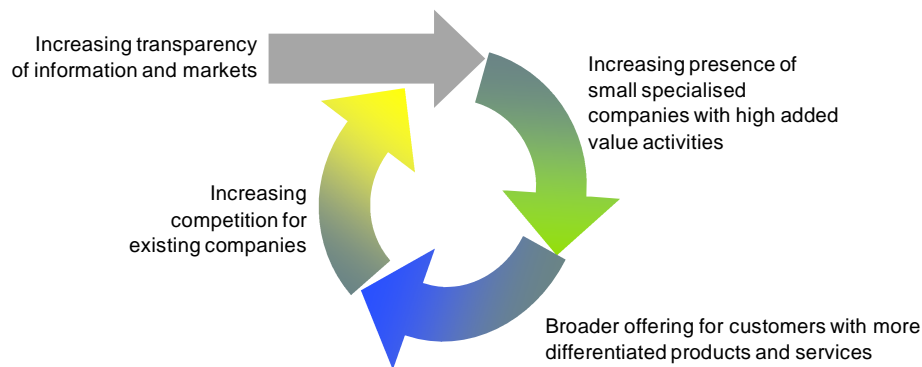 Increasing transparency
of information and markets
Increasing presence of
small specialised
companies with high added
value activities
Broader offering for customers with more
differentiated products and services
Increasing
competition for
existing companies